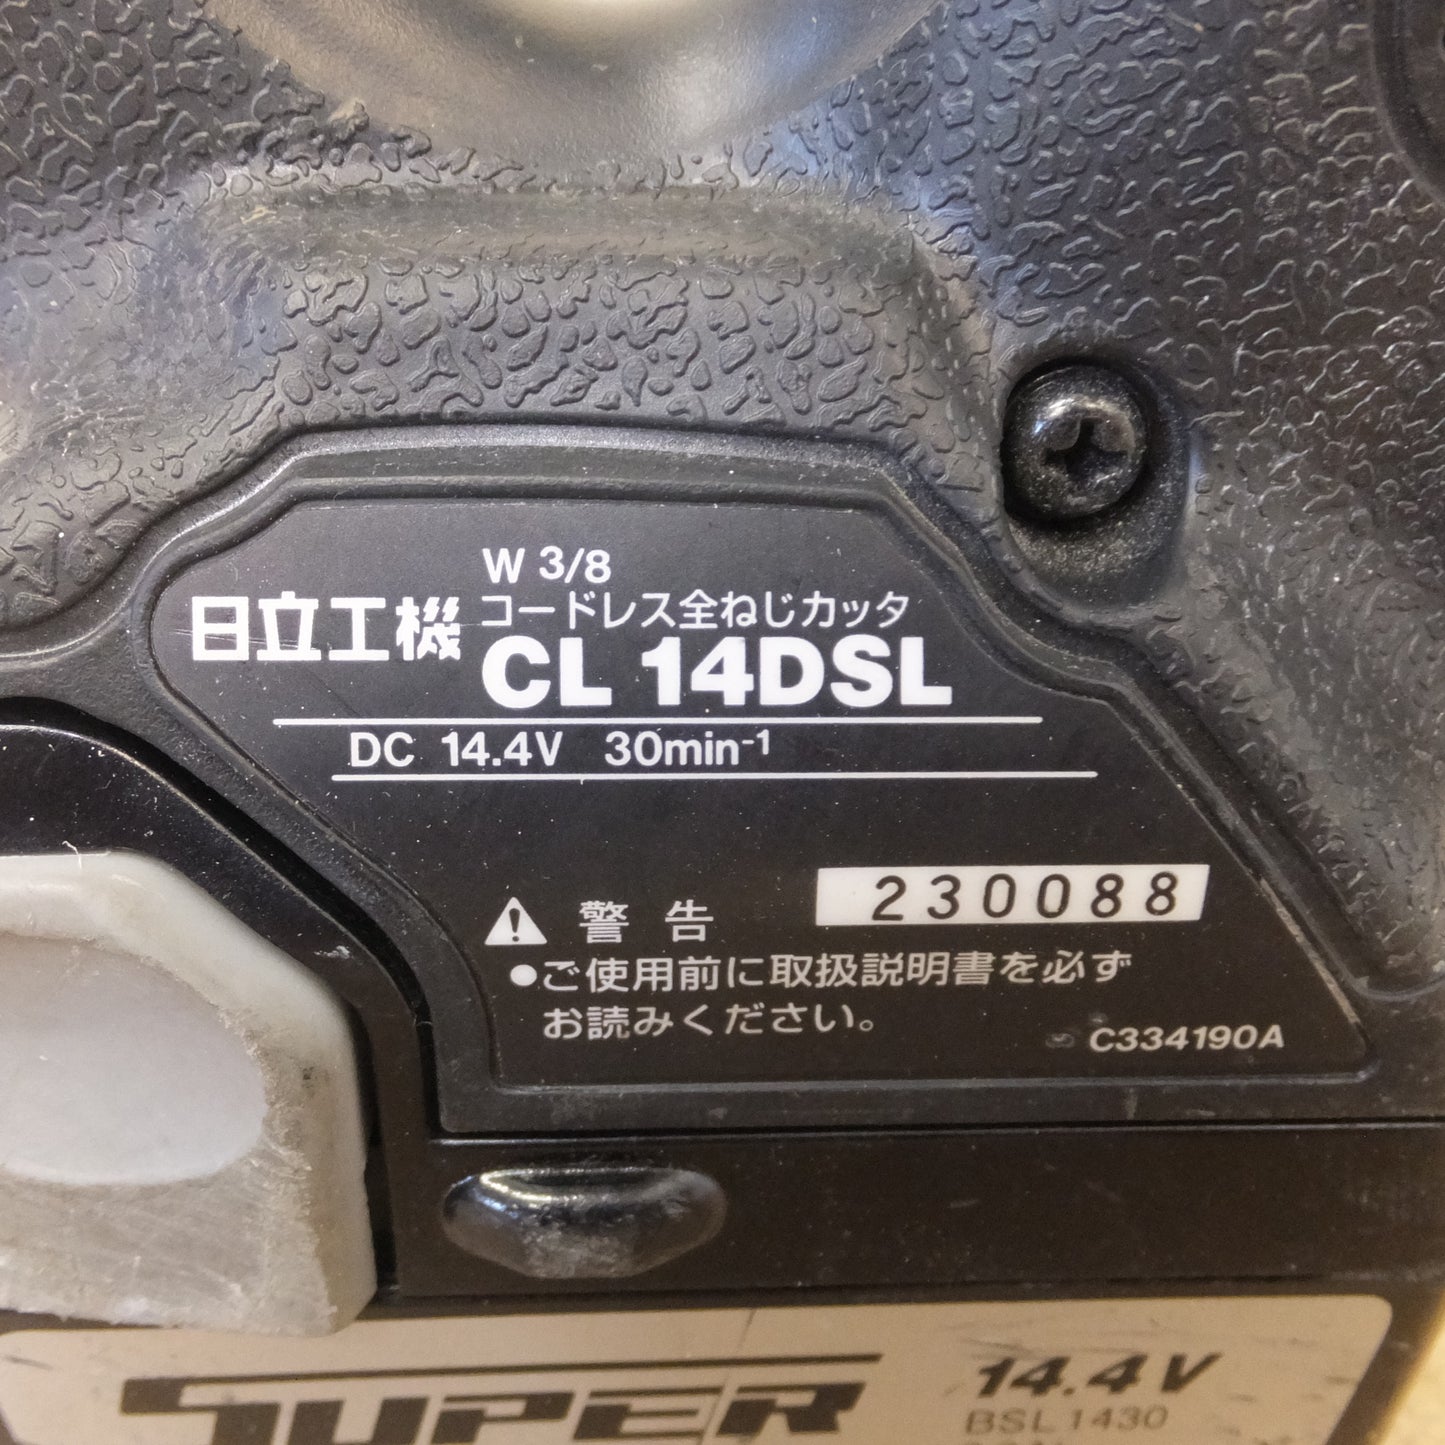 W 3/8
日立工機 コードレス全ねじカッタ
CL 14DSL
DC 14.4V 30min⁻¹
警告
230088
●ご使用前に取扱説明書を必ず
お読みください。
C334190A
SUPER
14.4V
BSL1430